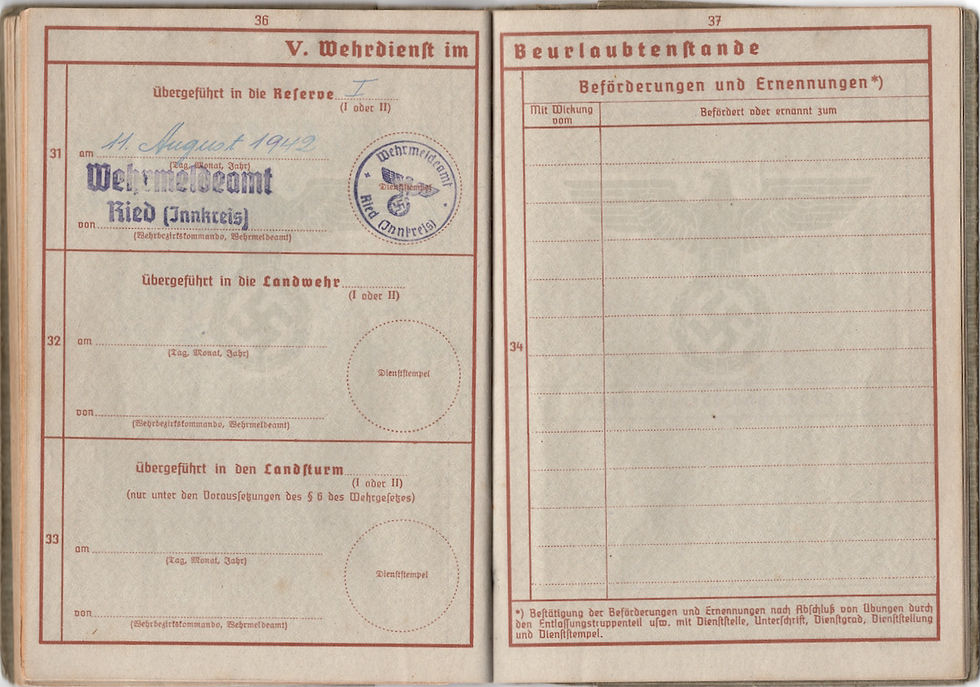 36
V. Wehrdienst im
Übergeführt in die Reserve I
(I oder II)
31
am 11. August 1942
(Tag, Monat, Jahr)
Wehrmeldeamt
Ried (Innkreis)
von
(Wehrbezirkskommando, Wehrmeldeamt)
Wehrmeldeamt
Dienststempel
Ried (Innkreis)
Übergeführt in die Landwehr
(I oder II)
32
am
(Tag, Monat, Jahr)
Dienststempel
von
(Wehrbezirkskommando, Wehrmeldeamt)
Übergeführt in den Landsturm
(I oder II)
(nur unter den Voraussetzungen des § 6 des Wehrgesetzes)
33
am
(Tag, Monat, Jahr)
Dienststempel
von
(Wehrbezirkskommando, Wehrmeldeamt)
37
Beurlaubtenstande
Beförderungen und Ernennungen*)
Mit Wirkung
vom
Befördert oder ernannt zum
34
*) Bestätigung der Beförderungen und Ernennungen nach Abschluß von Übungen durch
den Entlassungstruppenteil usw. mit Dienststelle, Unterschrift, Dienstgrad, Dienststellung
und Dienststempel.